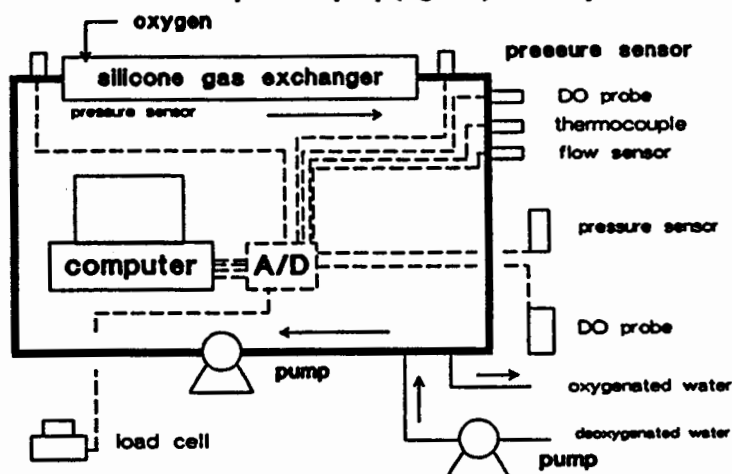 oxygen
silicone gas exchanger
pressure sensor
pressure sensor
DO probe
thermocouple
flow sensor
pressure sensor
computer
A/D
DO probe
pump
oxygenated water
load cell
deoxygenated water
pump